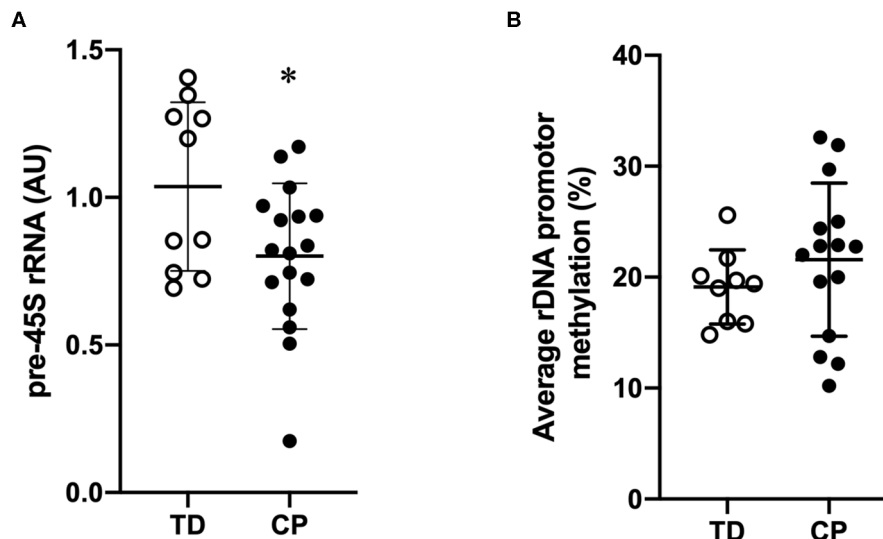 A
pre-45S rRNA (AU)
1.5
1.0
0.5
0.0
*
TD CP
B
Average rDNA promotor
methylation (%)
40
30
20
10
0
TD CP